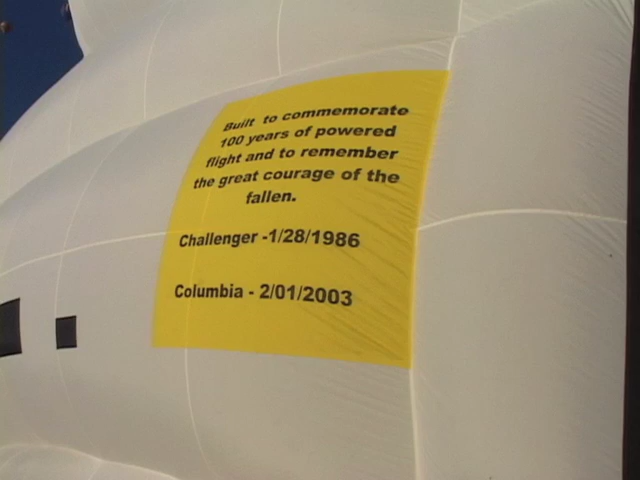 Built to commemorate
100 years of powered
flight and to remember
the great courage of the
fallen.
Challenger -1/28/1986
Columbia - 2/01/2003